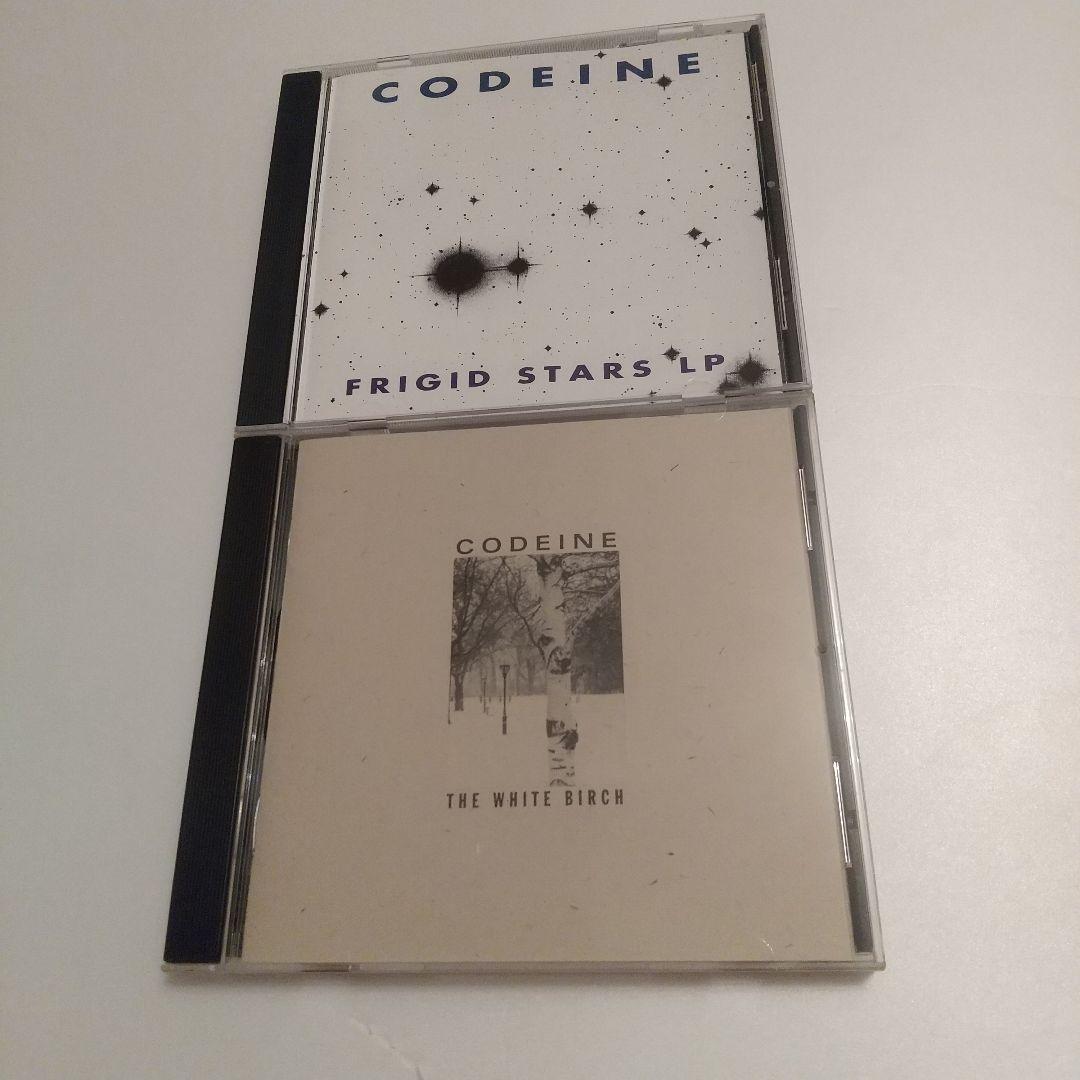 CODEINE
FRIGID STARS LP
CODEINE
THE WHITE BIRCH